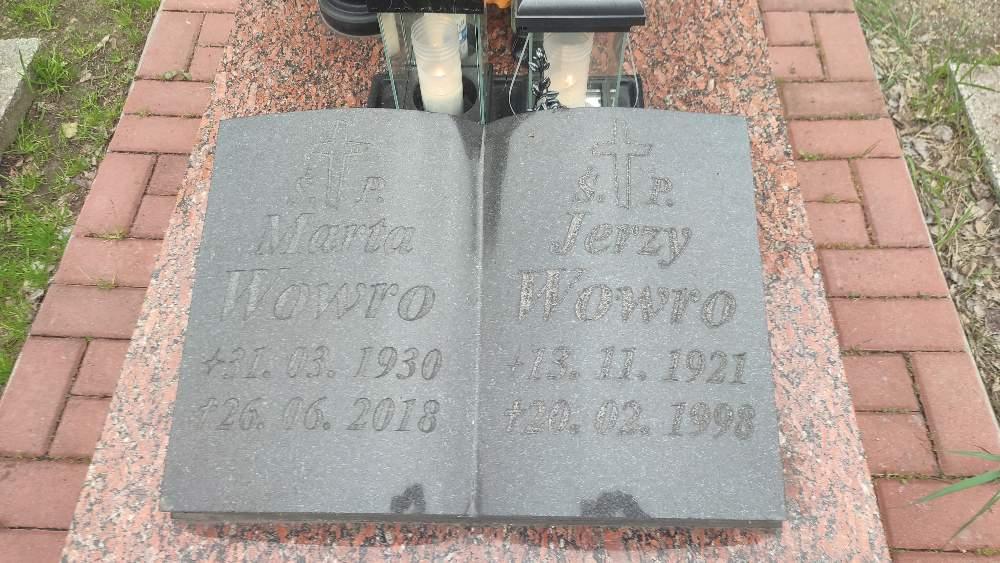 Ś. P.
Marta
Wowro
*31. 03. 1930
†26. 06. 2018
Ś. P.
Jerzy
Wowro
*13. 11. 1921
†20. 02. 1998